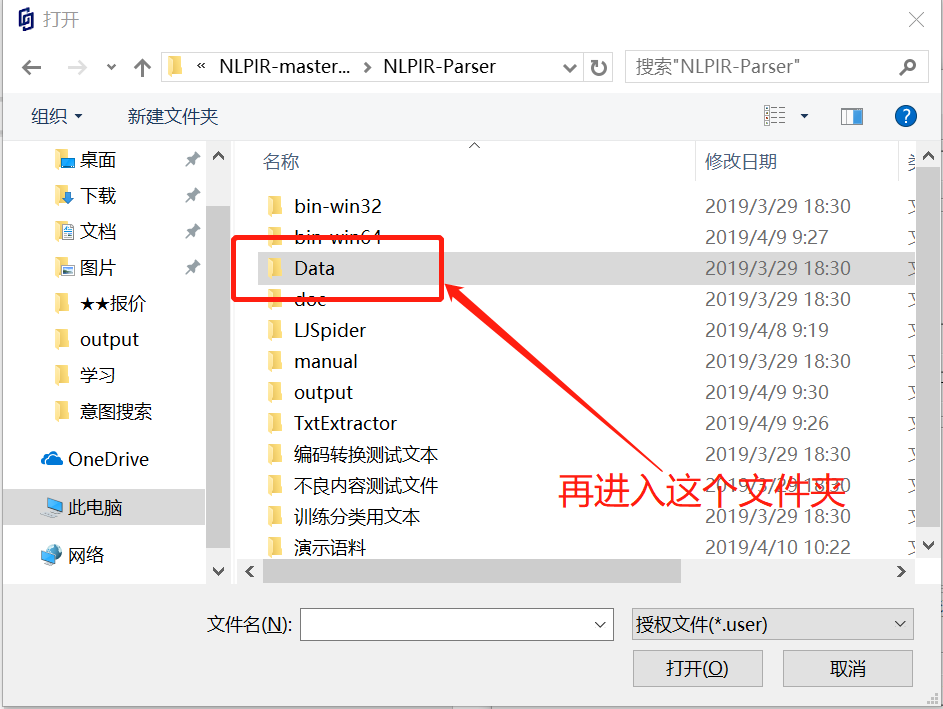 打开
« NLPIR-master... > NLPIR-Parser
搜索"NLPIR-Parser"
组织
新建文件夹
桌面
下载
文档
图片
★★报价
output
学习
意图搜索
OneDrive
此电脑
网络
名称 修改日期
bin-win32 2019/3/29 18:30
bin-win64 2019/4/9 9:27
Data 2019/3/29 18:30
doc 2019/3/29 18:30
LJSpider 2019/4/8 9:19
manual 2019/3/29 18:30
output 2019/4/9 9:30
TxtExtractor 2019/4/9 9:26
编码转换测试文本 2019/3/29 18:30
不良内容测试文件 2019/3/29 18:30
训练分类用文本 2019/3/29 18:30
演示语料 2019/4/10 10:22
再进入这个文件夹
文件名(N):
授权文件(*.user)
打开(O)
取消